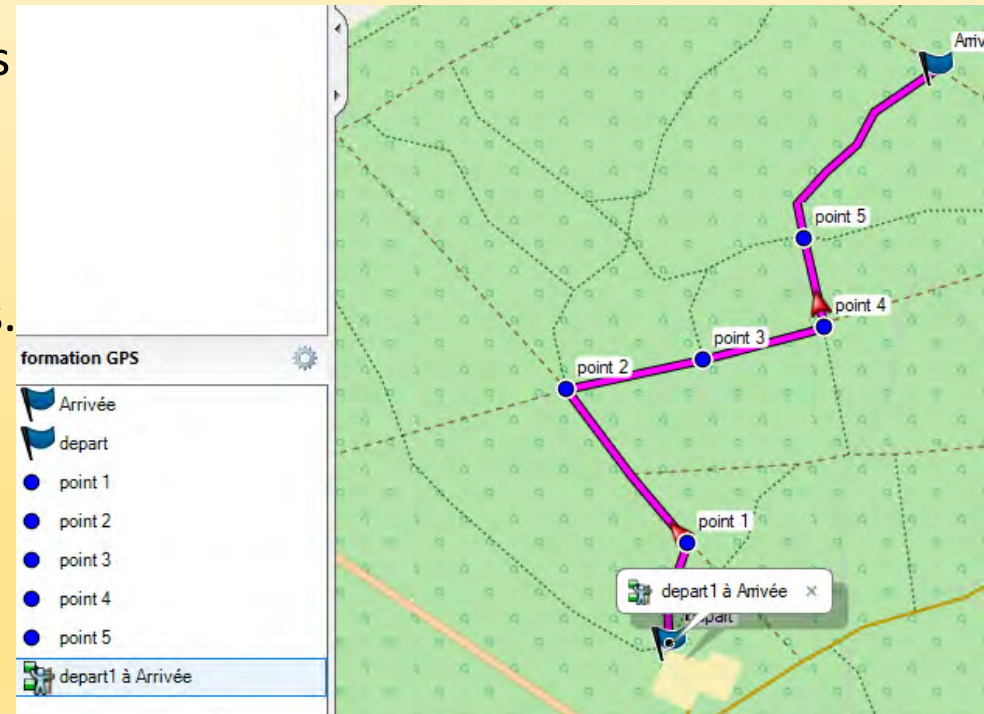 s
s.
formation GPS
Arrivée
depart
point 1
point 2
point 3
point 4
point 5
depart1 à Arrivée
Arriv
point 5
point 4
point 3
point 2
point 1
depart1 à Arrivée